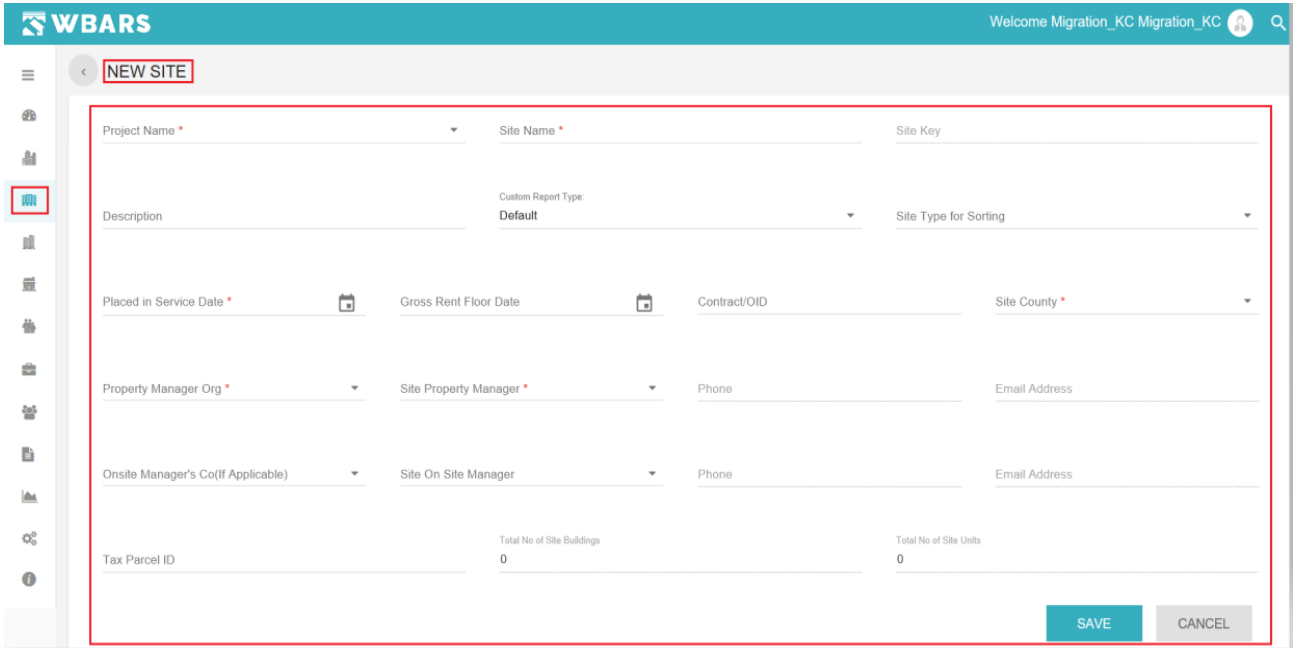 WBARS
Welcome Migration_KC Migration_KC
NEW SITE
Project Name *
Site Name *
Site Key
Description
Custom Report Type:
Default
Site Type for Sorting
Placed in Service Date *
Gross Rent Floor Date
Contract/OID
Site County *
Property Manager Org *
Site Property Manager *
Phone
Email Address
Onsite Manager's Co(If Applicable)
Site On Site Manager
Phone
Email Address
Tax Parcel ID
Total No of Site Buildings
0
Total No of Site Units
0
SAVE
CANCEL